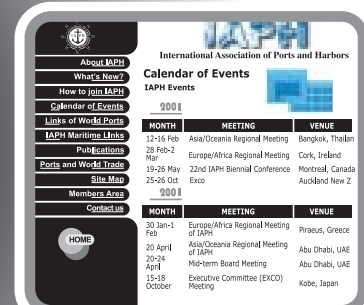 IAPH
International Association of Ports and Harbors
About IAPH
What's New?
How to join IAPH
Calendar of Events
Links of World Ports
IAPH Maritime Links
Publications
Ports and World Trade
Site Map
Members Area
Contact us
HOME
Calendar of Events
IAPH Events
2001
MONTH MEETING VENUE
12-16 Feb Asia/Oceania Regional Meeting Bangkok, Thailan
28 Feb-2
Mar Europe/Africa Regional Meeting Cork, Ireland
19-26 May 22nd IAPH Biennial Conference Montreal, Canada
25-26 Oct Exco Auckland New Z
MONTH MEETING VENUE
30 Jan-1
Feb Europe/Africa Regional Meeting
of IAPH Piraeus, Greece
20 April Asia/Oceania Regional Meeting
of IAPH Abu Dhabi, UAE
20-24
April Mid-term Board Meeting Abu Dhabi, UAE
15-18
October Executive Committee (EXCO)
Meeting Kobe, Japan